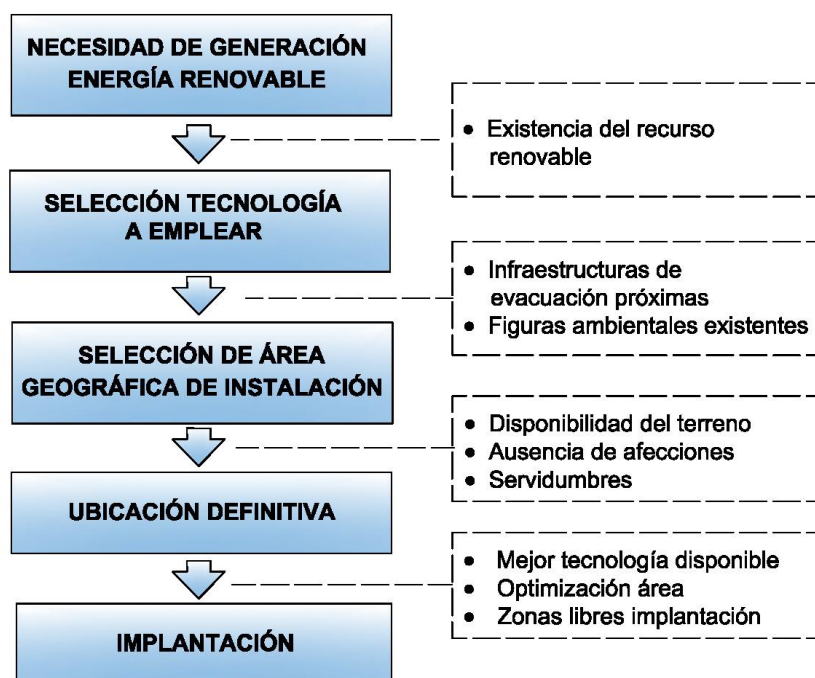 NECESIDAD DE GENERACIÓN
ENERGÍA RENOVABLE
• Existencia del recurso
renovable
SELECCIÓN TECNOLOGÍA
A EMPLEAR
• Infraestructuras de
evacuación próximas
• Figuras ambientales existentes
SELECCIÓN DE ÁREA
GEOGRÁFICA DE INSTALACIÓN
• Disponibilidad del terreno
• Ausencia de afecciones
• Servidumbres
UBICACIÓN DEFINITIVA
• Mejor tecnología disponible
• Optimización área
• Zonas libres implantación
IMPLANTACIÓN